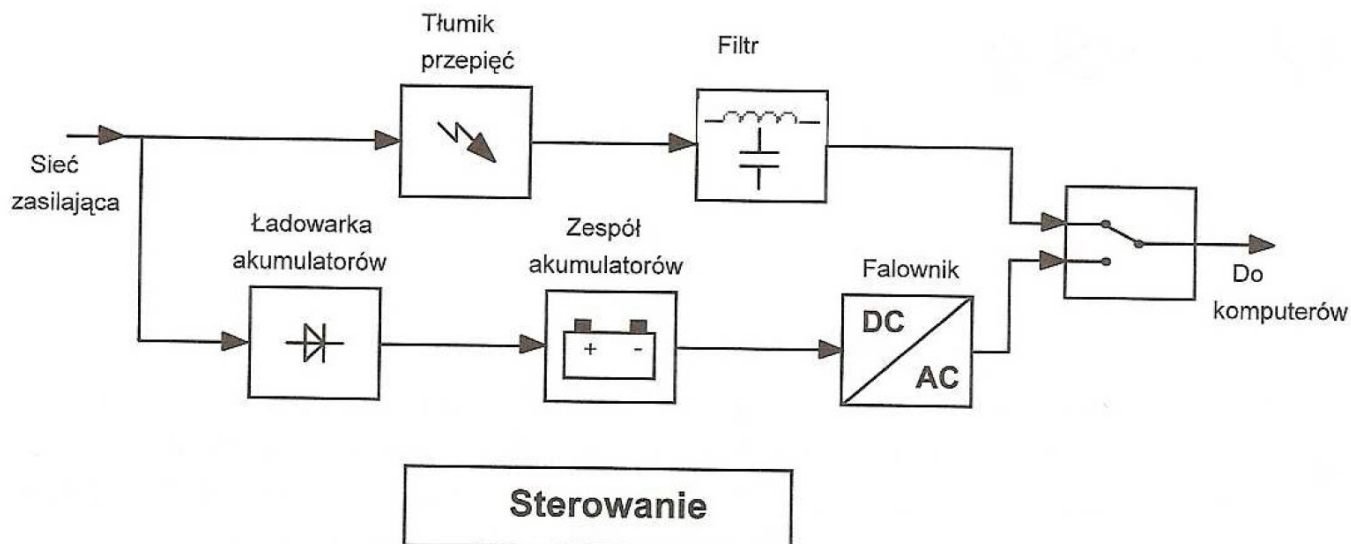 Tłumik
przepięć
Filtr
Sieć
zasilająca
Ładowarka
akumulatorów
Zespół
akumulatorów
+ -
Falownik
DC
AC
Do
komputerów
Sterowanie